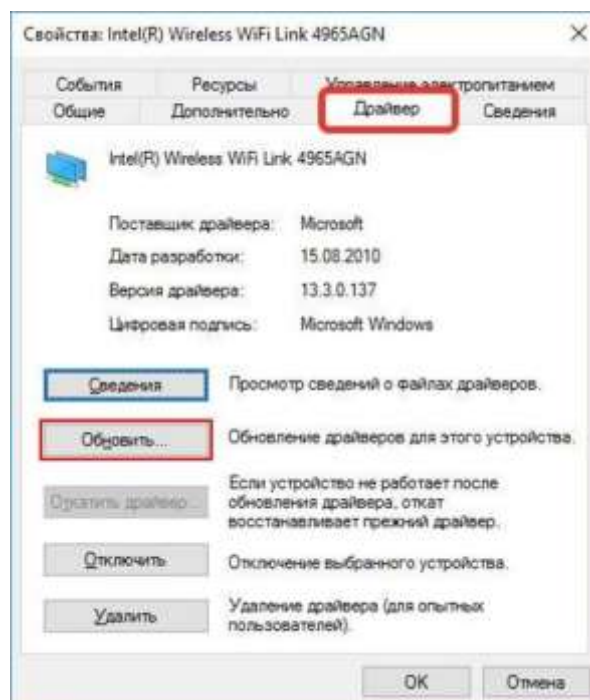 Свойства: Intel(R) Wireless WiFi Link 4965AGN
События Ресурсы Управление электропитанием
Общие Дополнительно Драйвер Сведения
Intel(R) Wireless WiFi Link 4965AGN
Поставщик драйвера: Microsoft
Дата разработки: 15.08.2010
Версия драйвера: 13.3.0.137
Цифровая подпись: Microsoft Windows
Сведения Просмотр сведений о файлах драйверов.
Обновить... Обновление драйверов для этого устройства.
Откатить драйвер... Если устройство не работает после
обновления драйвера, откат
восстанавливает прежний драйвер.
Отключить Отключение выбранного устройства.
Удалить Удаление драйвера (для опытных
пользователей).
OK Отмена